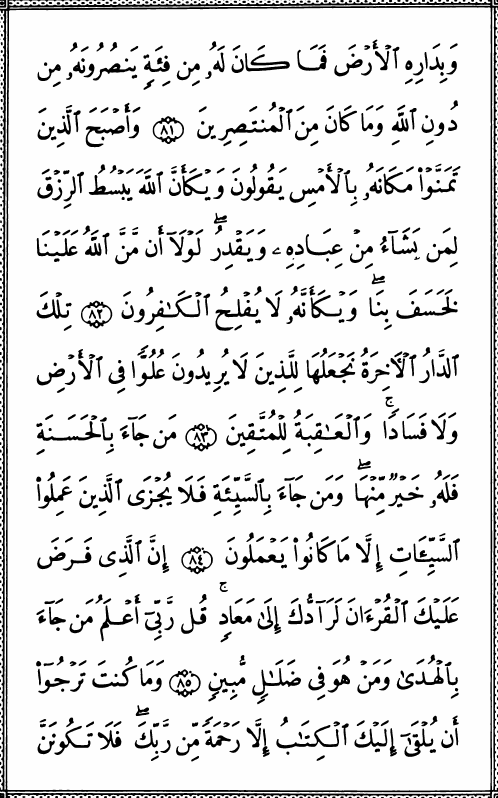 وَبِدَارِهِ ٱلْأَرْضَ فَمَا كَانَ لَهُۥ مِن فِئَةٍ يَنصُرُونَهُۥ مِن
دُونِ ٱللَّهِ وَمَا كَانَ مِنَ ٱلْمُنتَصِرِينَ ٨١ وَأَصْبَحَ ٱلَّذِينَ
تَمَنَّوْا۟ مَكَانَهُۥ بِٱلْأَمْسِ يَقُولُونَ وَيْكَأَنَّ ٱللَّهَ يَبْسُطُ ٱلرِّزْقَ
لِمَن يَشَآءُ مِنْ عِبَادِهِۦ وَيَقْدِرُ ۖ لَوْلَآ أَن مَّنَّ ٱللَّهُ عَلَيْنَا
لَخَسَفَ بِنَا ۖ وَيْكَأَنَّهُۥ لَا يُفْلِحُ ٱلْكَـٰفِرُونَ ٨٢ تِلْكَ
ٱلدَّارُ ٱلْـَٔاخِرَةُ نَجْعَلُهَا لِلَّذِينَ لَا يُرِيدُونَ عُلُوًّا فِى ٱلْأَرْضِ
وَلَا فَسَادًا ۚ وَٱلْعَـٰقِبَةُ لِلْمُتَّقِينَ ٨٣ مَن جَآءَ بِٱلْحَسَنَةِ
فَلَهُۥ خَيْرٌ مِّنْهَا ۖ وَمَن جَآءَ بِٱلسَّيِّئَةِ فَلَا يُجْزَى ٱلَّذِينَ عَمِلُوا۟
ٱلسَّيِّـَٔاتِ إِلَّا مَا كَانُوا۟ يَعْمَلُونَ ٨٤ إِنَّ ٱلَّذِى فَرَضَ
عَلَيْكَ ٱلْقُرْءَانَ لَرَآدُّكَ إِلَىٰ مَعَادٍ ۚ قُل رَّبِّىٓ أَعْلَمُ مَن جَآءَ
بِٱلْهُدَىٰ وَمَنْ هُوَ فِى ضَلَـٰلٍ مُّبِينٍ ٨٥ وَمَا كُنتَ تَرْجُوٓا۟
أَن يُلْقَىٰٓ إِلَيْكَ ٱلْكِتَـٰبُ إِلَّا رَحْمَةً مِّن رَّبِّكَ ۖ فَلَا تَكُونَنَّ